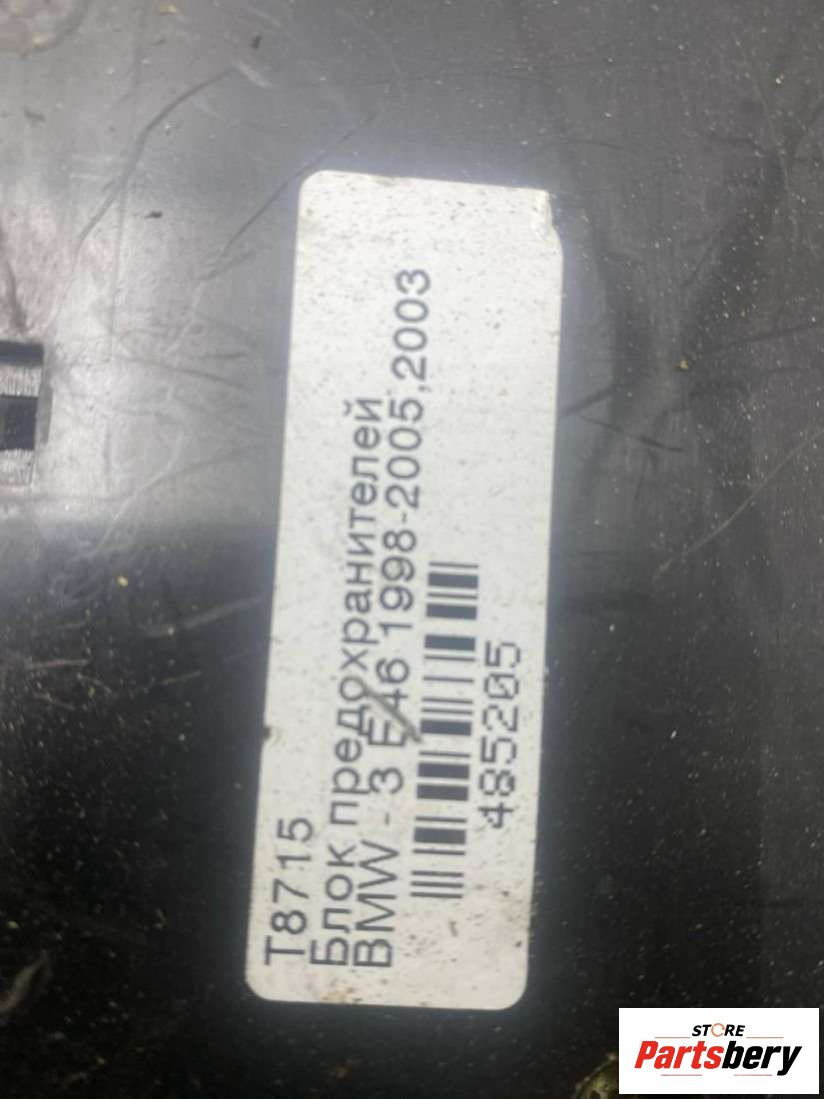 T8715
Блок предохранителей
BMW - 3 E46 1998-2005,2003
485205
STORE
Partsbery